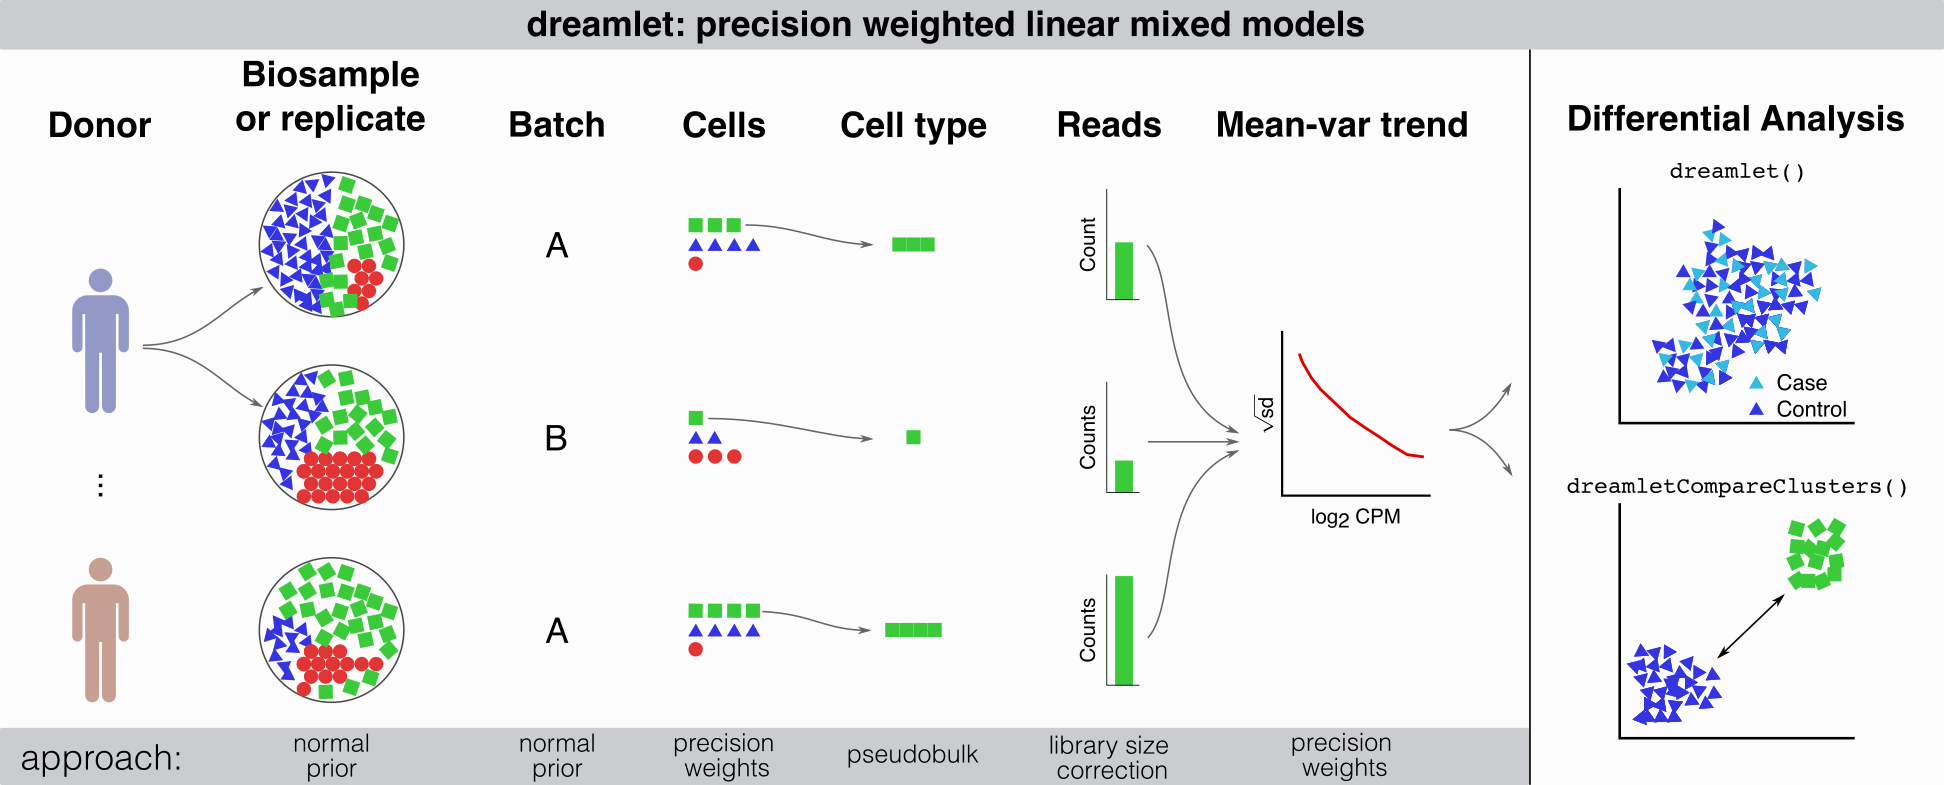 dreamlet: precision weighted linear mixed models
Donor
Biosample
or replicate
Batch
Cells
Cell type
Reads
Mean-var trend
Differential Analysis
A
B
A
Count
Counts
Counts
√sd
log2 CPM
dreamlet()
Case
Control
dreamletCompareClusters()
...
approach:
normal
prior
normal
prior
precision
weights
pseudobulk
library size
correction
precision
weights